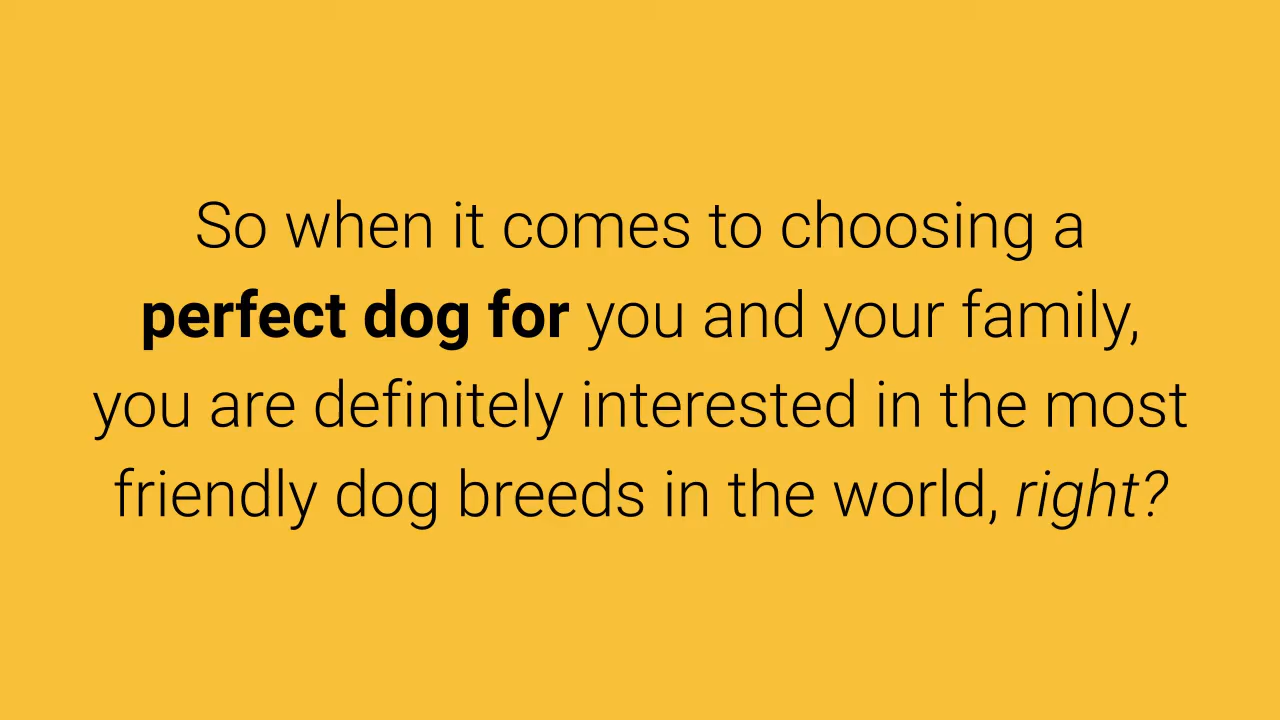 So when it comes to choosing a
perfect dog for you and your family,
you are definitely interested in the most
friendly dog breeds in the world, right?